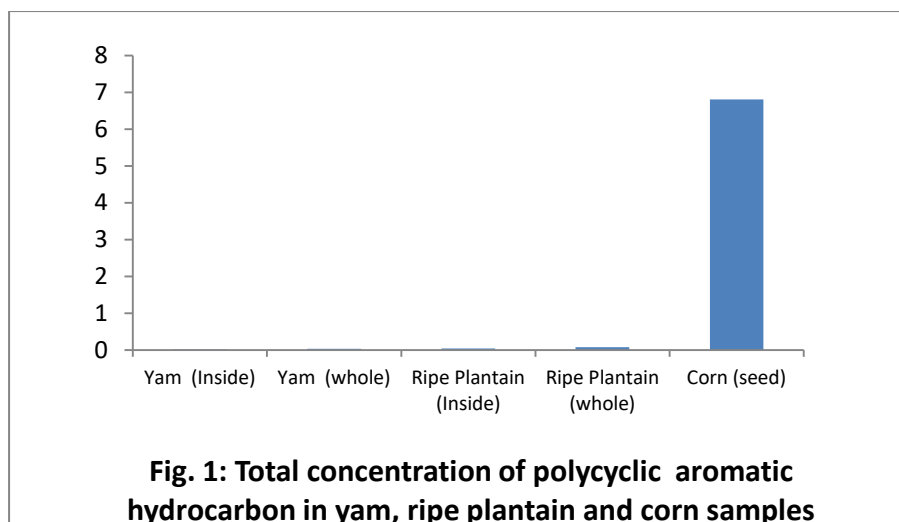 8
7
6
5
4
3
2
1
0
Yam (Inside)
Yam (whole)
Ripe Plantain
(Inside)
Ripe Plantain
(whole)
Corn (seed)
Fig. 1: Total concentration of polycyclic aromatic
hydrocarbon in yam, ripe plantain and corn samples